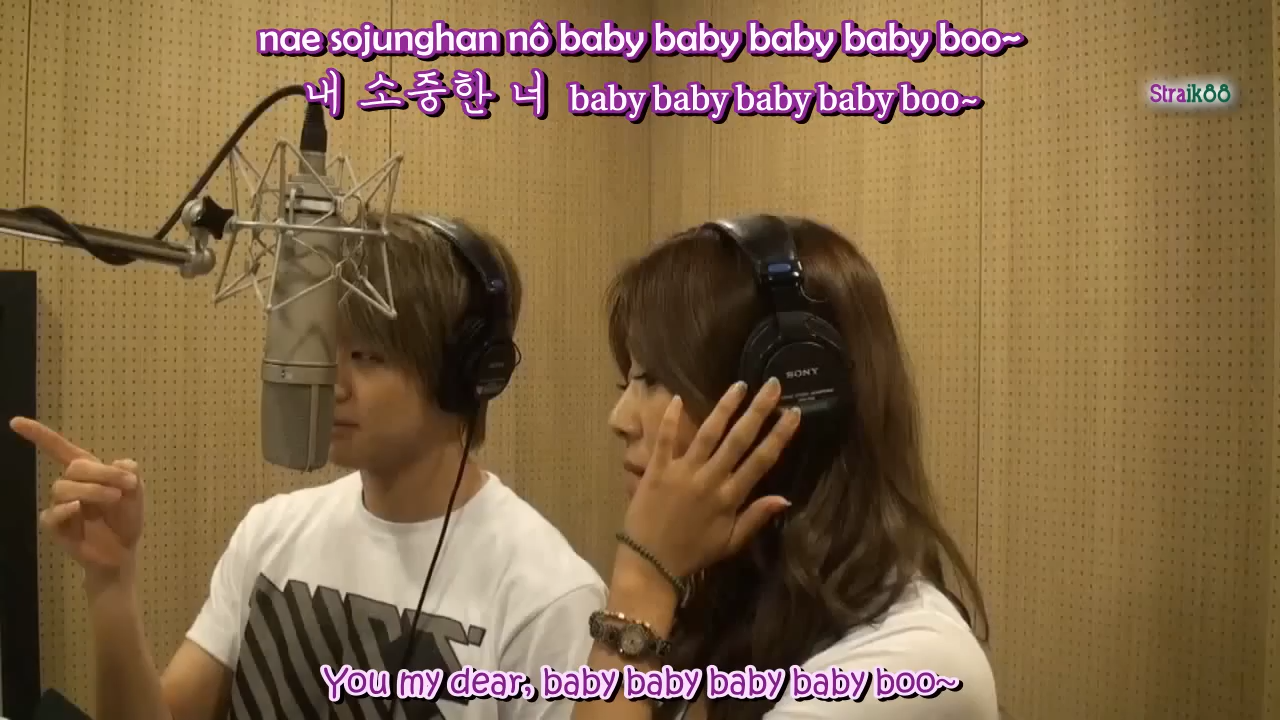 nae sojunghan nô baby baby baby baby boo~
내 소중한 너 baby baby baby baby boo~
Straik88
SONY
You my dear, baby baby baby baby boo~